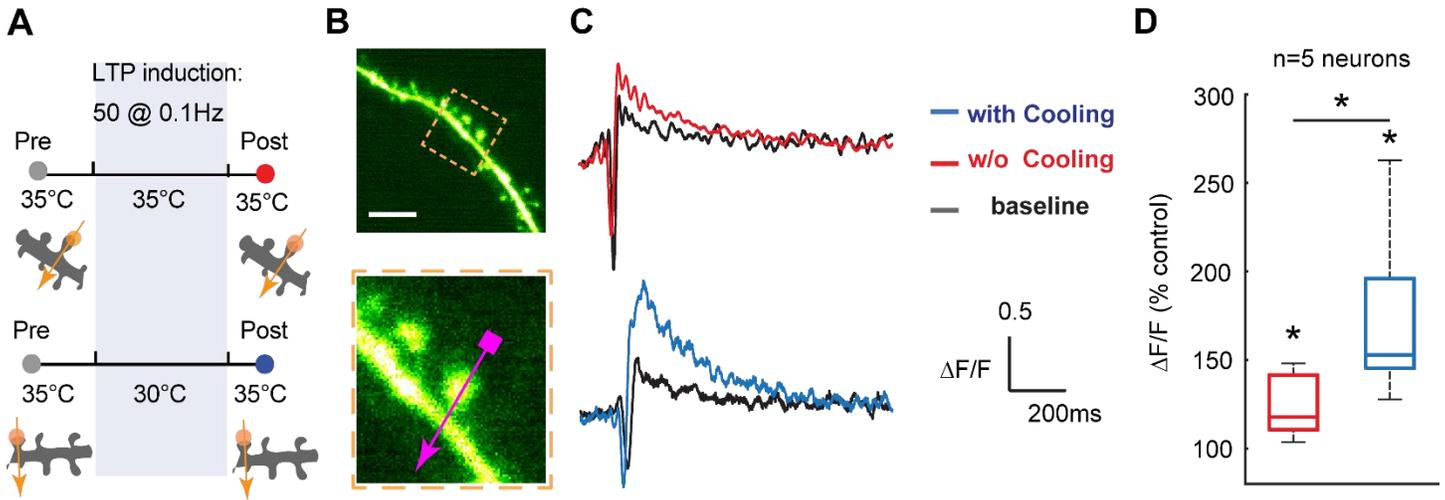 A
LTP induction:
50 @ 0.1Hz
Pre
Post
35°C
35°C
35°C
Pre
Post
35°C
30°C
35°C
B
C
with Cooling
w/o Cooling
baseline
0.5
ΔF/F
200ms
D
n=5 neurons
*
*
*
ΔF/F (% control)
300
250
200
150
100